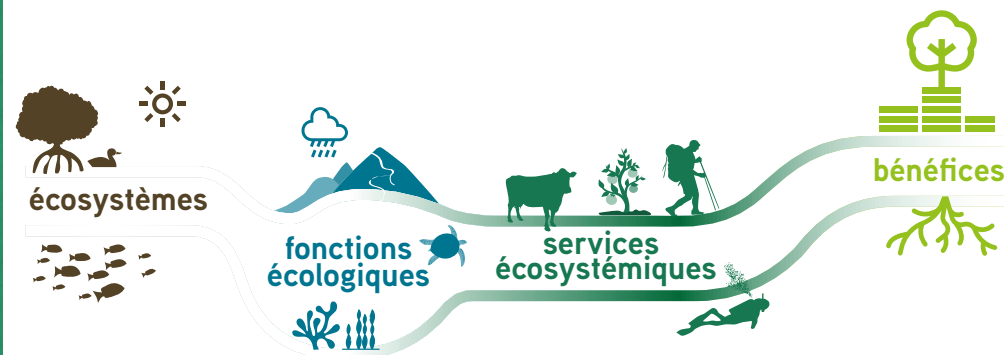 écosystèmes
fonctions
écologiques
services
écosystémiques
bénéfices